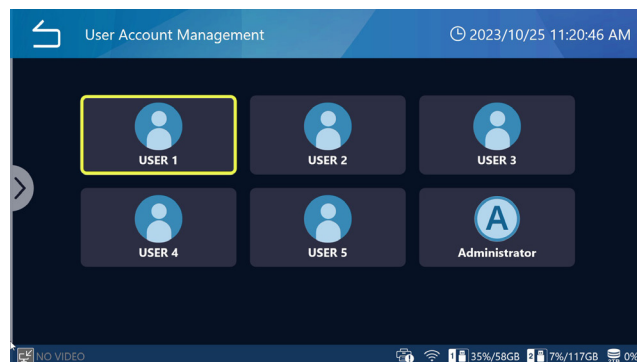 User Account Management 2023/10/25 11:20:46 AM
USER 1 USER 2 USER 3
USER 4 USER 5 A Administrator
NO VIDEO 1 35%/58GB 2 7%/117GB 2TB 0%